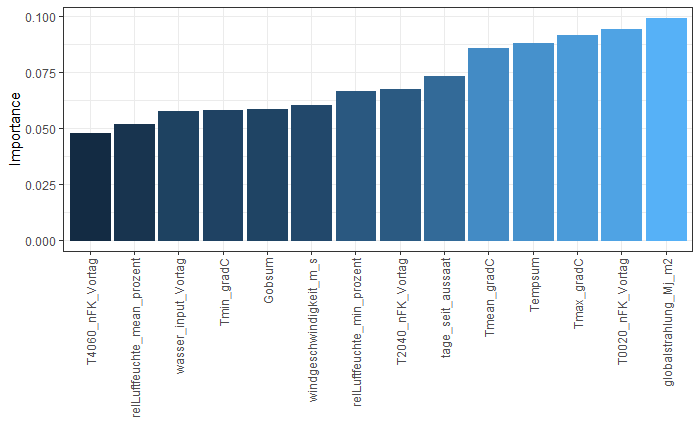 Importance
0.100
0.075
0.050
0.025
0.000
T4060_nFK_Vortag
relLuftfeuchte_mean_prozent
wasser_input_Vortag
Tmin_gradC
Gobsum
windgeschwindigkeit_m_s
relLuftfeuchte_min_prozent
T2040_nFK_Vortag
tage_seit_aussaat
Tmean_gradC
Tempsum
Tmax_gradC
T0020_nFK_Vortag
globalstrahlung_Mj_m2